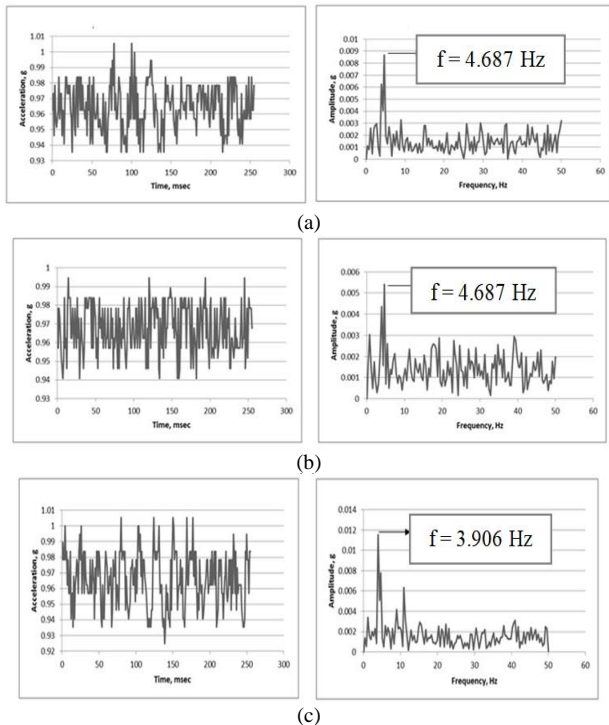 Acceleration, g
1.01
1
0.99
0.98
0.97
0.96
0.95
0.94
0.93
0 50 100 150 200 250 300
Time, msec
Amplitude, g
0.01
0.009
0.008
0.007
0.006
0.005
0.004
0.003
0.002
0.001
0
f = 4.687 Hz
0 10 20 30 40 50 60
Frequency, Hz
(a)
Acceleration, g
1
0.99
0.98
0.97
0.96
0.95
0.94
0.93
0 50 100 150 200 250 300
Time, msec
Amplitude, g
0.006
0.005
0.004
0.003
0.002
0.001
0
f = 4.687 Hz
0 10 20 30 40 50 60
Frequency, Hz
(b)
Acceleration, g
1.01
1
0.99
0.98
0.97
0.96
0.95
0.94
0.93
0.92
0 50 100 150 200 250 300
Time, msec
Amplitude, g
0.014
0.012
0.01
0.008
0.006
0.004
0.002
0
f = 3.906 Hz
0 10 20 30 40 50 60
Frequency, Hz
(c)